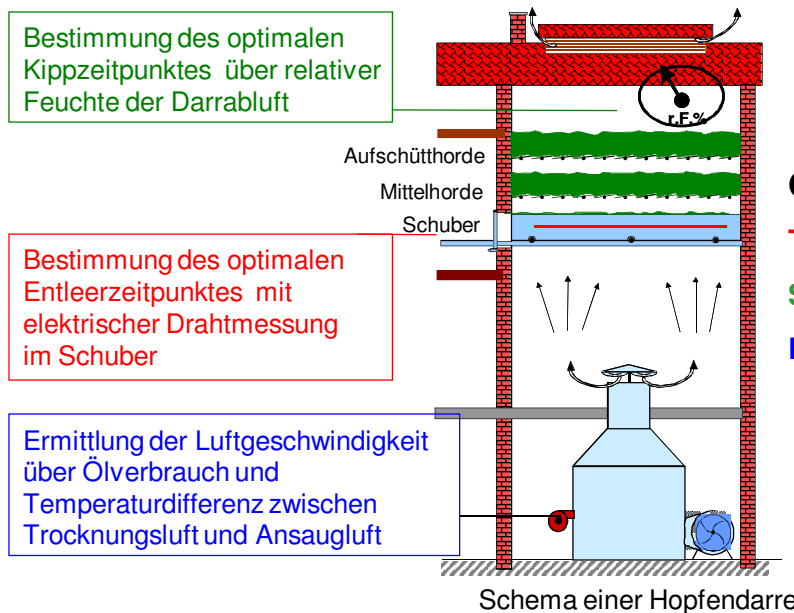 Bestimmung des optimalen
Kippzeitpunktes über relativer
Feuchte der Darrabluft
r.F.%
Aufschütthorde
Mittelhorde
Schuber
Bestimmung des optimalen
Entleerzeitpunktes mit
elektrischer Drahtmessung
im Schuber
Ermittlung der Luftgeschwindigkeit
über Ölverbrauch und
Temperaturdifferenz zwischen
Trocknungsluft und Ansaugluft
Schema einer Hopfendarre